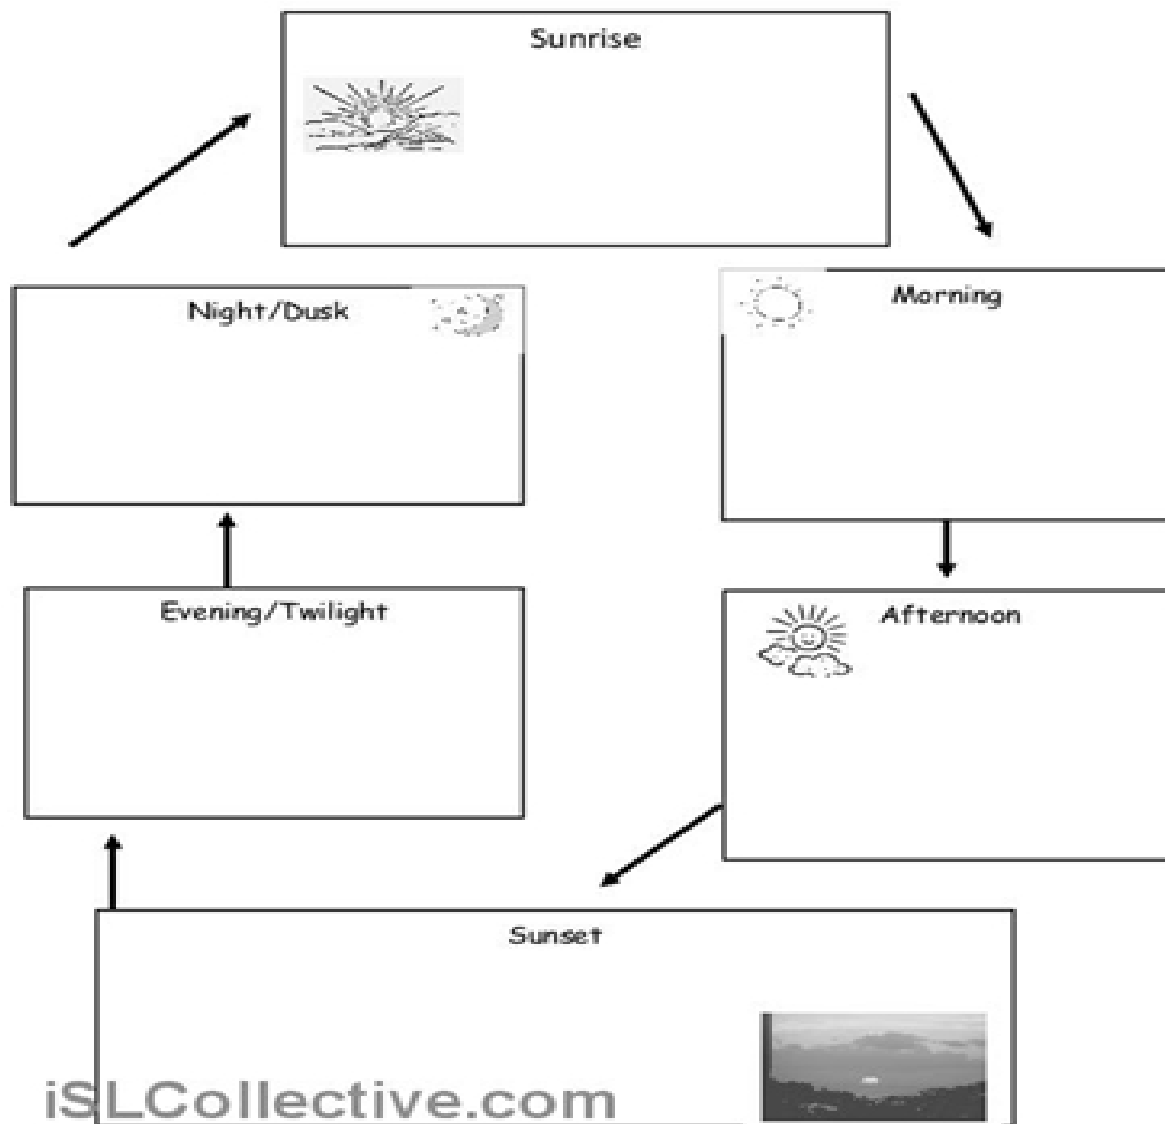 Sunrise
Morning
Afternoon
Sunset
Evening/Twilight
Night/Dusk
iSLCollective.com